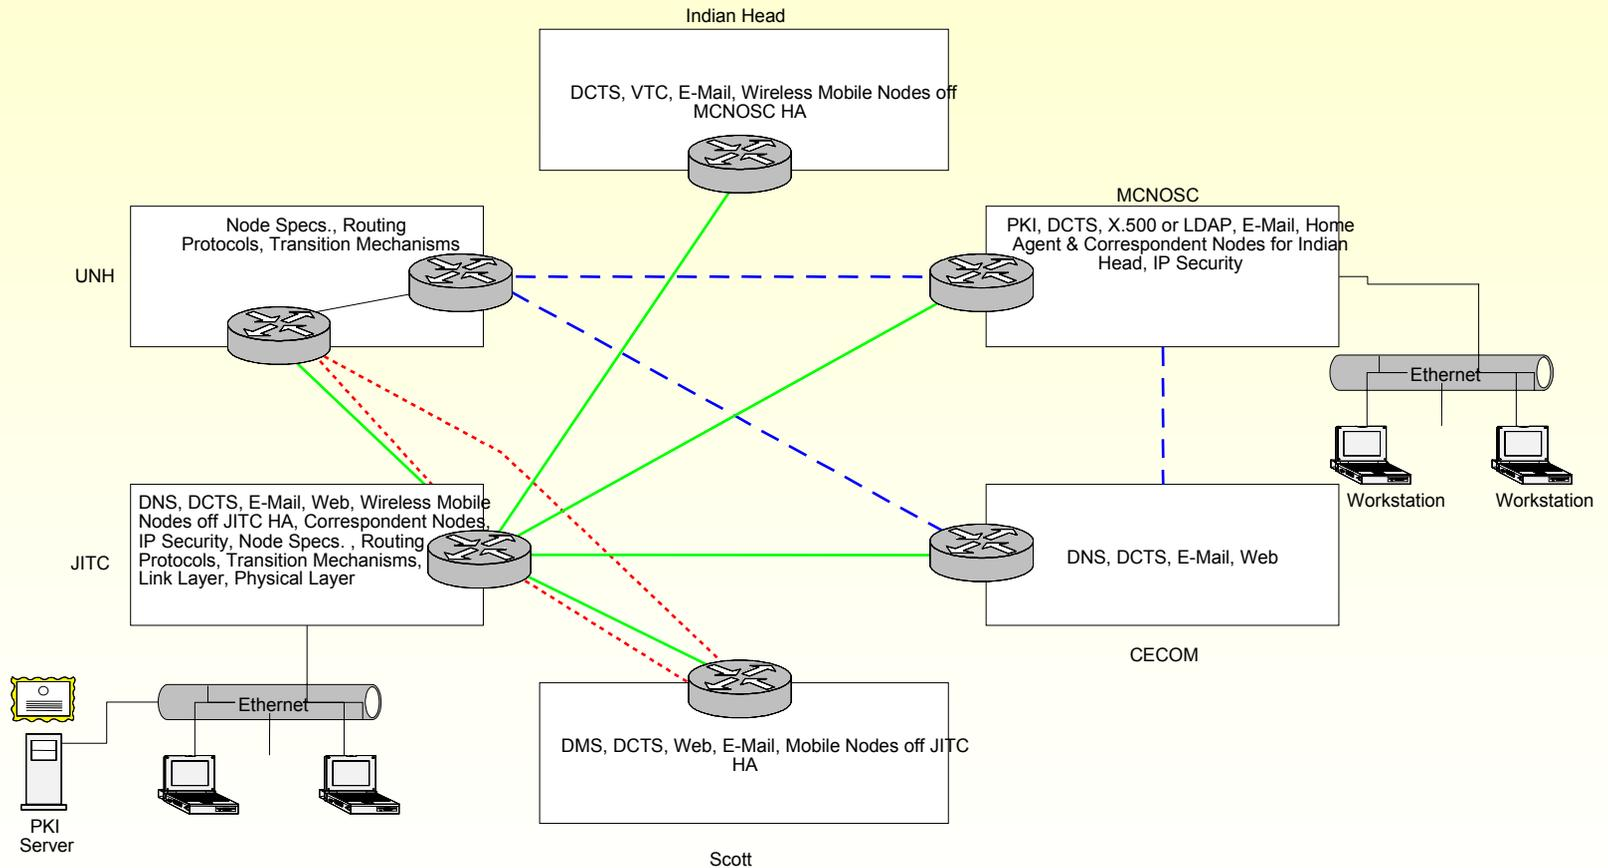 Indian Head
DCTS, VTC, E-Mail, Wireless Mobile Nodes off
MCNOSC HA
MCNOSC
Node Specs., Routing
Protocols, Transition Mechanisms
PKI, DCTS, X.500 or LDAP, E-Mail, Home
Agent & Correspondent Nodes for Indian
Head, IP Security
UNH
Ethernet
Workstation
Workstation
DNS, DCTS, E-Mail, Web, Wireless Mobile
Nodes off JITC HA, Correspondent Nodes,
IP Security, Node Specs. , Routing
Protocols, Transition Mechanisms,
Link Layer, Physical Layer
JITC
DNS, DCTS, E-Mail, Web
CECOM
Ethernet
DMS, DCTS, Web, E-Mail, Mobile Nodes off JITC
HA
PKI
Server
Scott